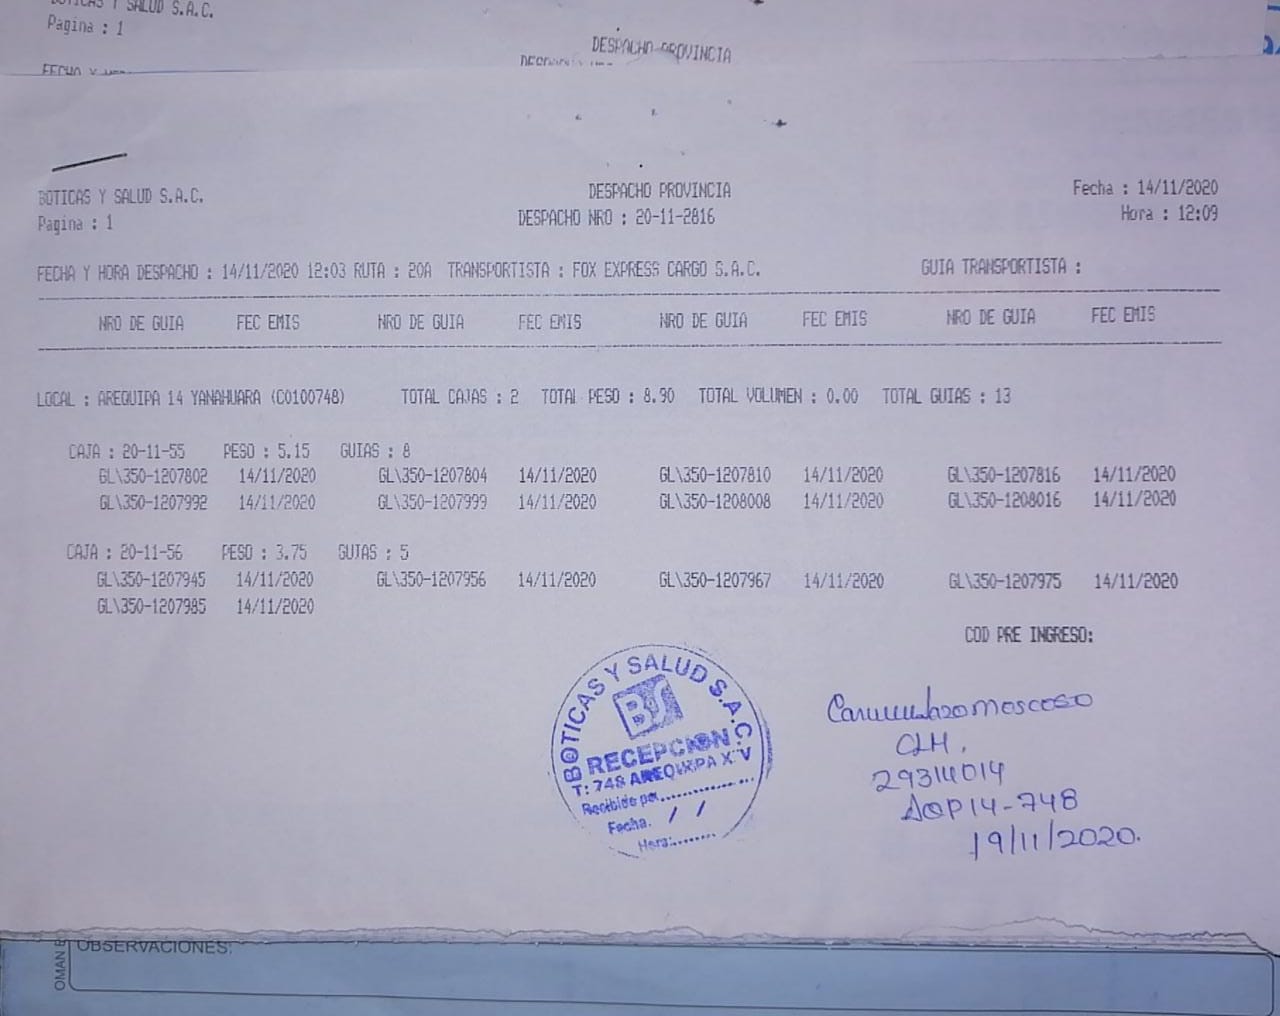 BOTICAS Y SALUD S.A.C.
Pagina : 1
DESPACHO PROVINCIA
BOTICAS Y SALUD S.A.C.
Pagina : 1
DESPACHO PROVINCIA
DESPACHO NRO : 20-11-2816
Fecha : 14/11/2020
Hora : 12:09
FECHA Y HORA DESPACHO : 14/11/2020 12:03 RUTA : 20A TRANSPORTISTA : FOX EXPRESS CARGO S.A.C. GUIA TRANSPORTISTA :
NRO DE GUIA FEC EMIS NRO DE GUIA FEC EMIS NRO DE GUIA FEC EMIS NRO DE GUIA FEC EMIS
LOCAL : AREQUIPA 14 YANAHUARA (C0100748) TOTAL CAJAS : 2 TOTAL PESO : 8.90 TOTAL VOLUMEN : 0.00 TOTAL GUIAS : 13
CAJA : 20-11-55 PESO : 5.15 GUIAS : 8
GL\350-1207802 14/11/2020 GL\350-1207804 14/11/2020 GL\350-1207810 14/11/2020 GL\350-1207816 14/11/2020
GL\350-1207992 14/11/2020 GL\350-1207999 14/11/2020 GL\350-1208008 14/11/2020 GL\350-1208016 14/11/2020
CAJA : 20-11-56 PESO : 3.75 GUIAS : 5
GL\350-1207945 14/11/2020 GL\350-1207956 14/11/2020 GL\350-1207967 14/11/2020 GL\350-1207975 14/11/2020
GL\350-1207985 14/11/2020
COD PRE INGRESO:
BOTICAS Y SALUD S.A.C.
BS
RECEPCION
T: 748 AREQUIPA XIV
Recibido por
Fecha. / /
Hora:
Moscoso
CLH.
29314014
AQP14-748
19/11/2020.
OBSERVACIONES: